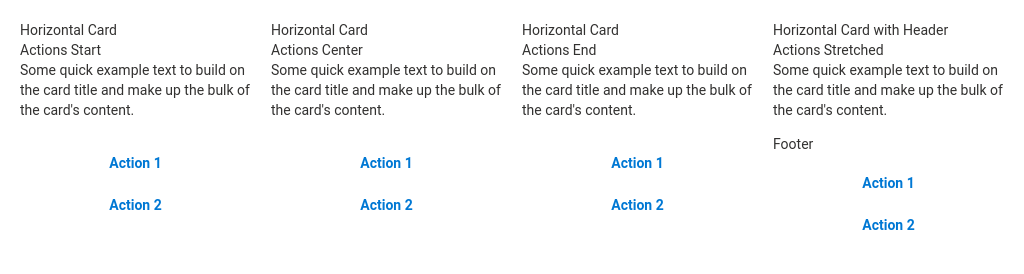 Horizontal Card
Actions Start
Some quick example text to build on
the card title and make up the bulk of
the card's content.
Action 1
Action 2
Horizontal Card
Actions Center
Some quick example text to build on
the card title and make up the bulk of
the card's content.
Action 1
Action 2
Horizontal Card
Actions End
Some quick example text to build on
the card title and make up the bulk of
the card's content.
Action 1
Action 2
Horizontal Card with Header
Actions Stretched
Some quick example text to build on
the card title and make up the bulk of
the card's content.
Footer
Action 1
Action 2